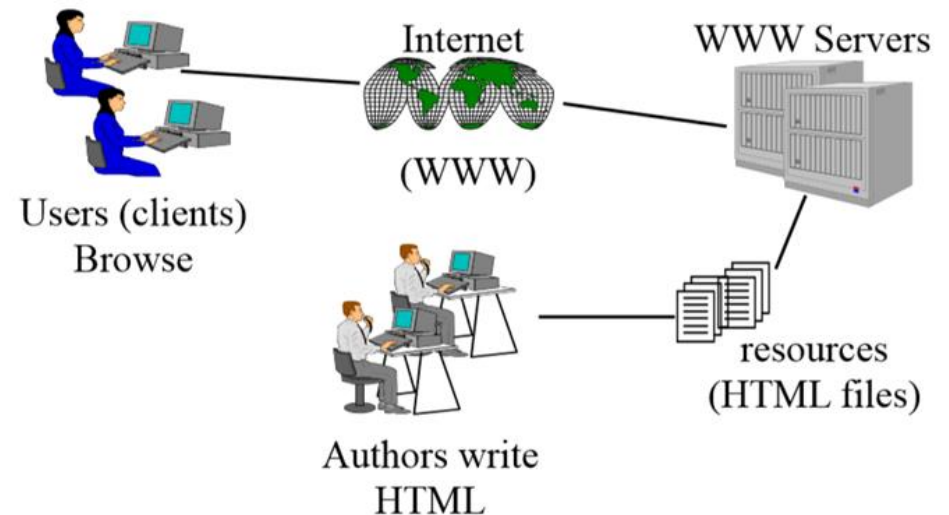 Internet
(WWW)
WWW Servers
Users (clients)
Browse
resources
(HTML files)
Authors write
HTML